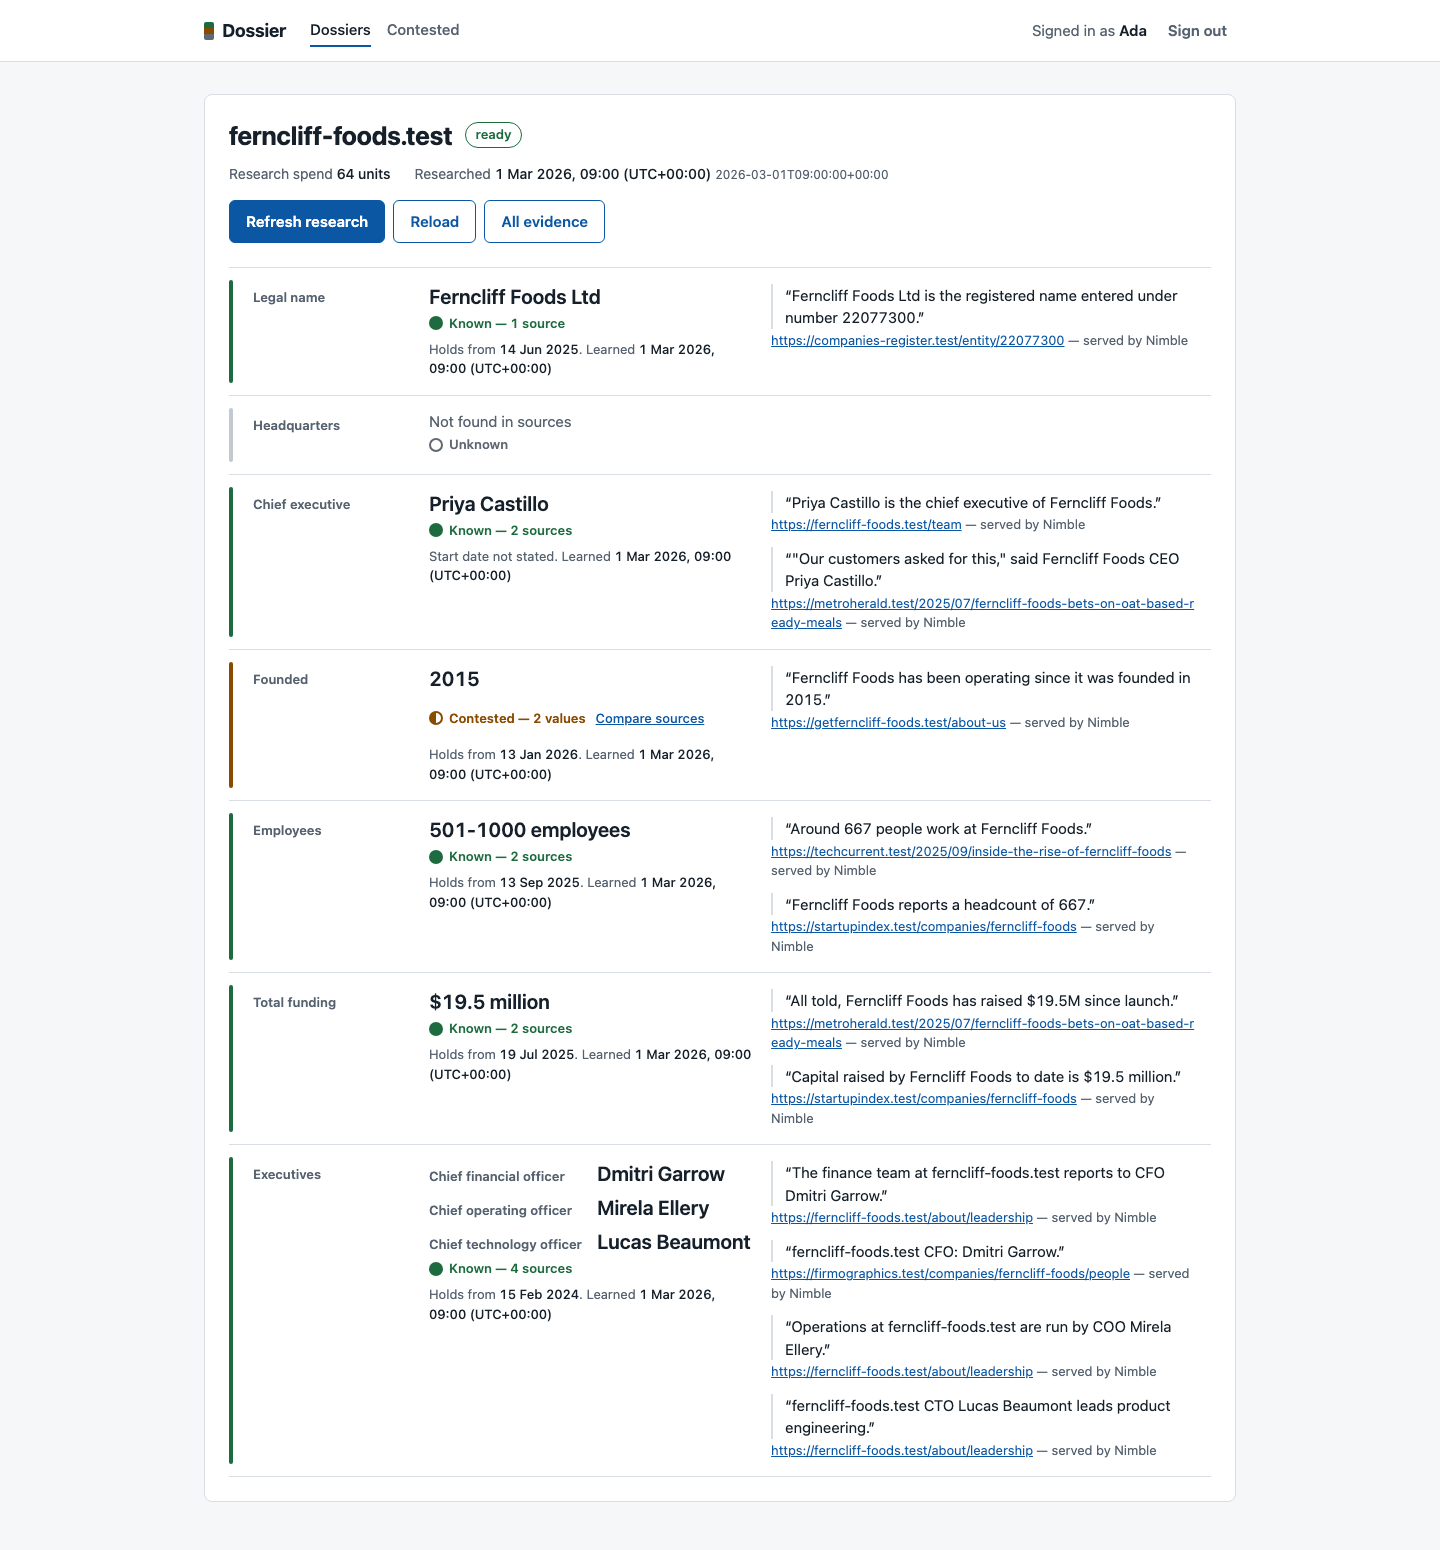 Dossier
Dossiers
Contested
Signed in as Ada
Sign out
ferncliff-foods.test
ready
Research spend 64 units
Researched 1 Mar 2026, 09:00 (UTC+00:00) 2026-03-01T09:00:00+00:00
Refresh research
Reload
All evidence
Legal name
Ferncliff Foods Ltd
Known — 1 source
Holds from 14 Jun 2025. Learned 1 Mar 2026,
09:00 (UTC+00:00)
“Ferncliff Foods Ltd is the registered name entered under
number 22077300.”
https://companies-register.test/entity/22077300 — served by Nimble
Headquarters
Not found in sources
Unknown
Chief executive
Priya Castillo
Known — 2 sources
Start date not stated. Learned 1 Mar 2026, 09:00
(UTC+00:00)
“Priya Castillo is the chief executive of Ferncliff Foods.”
https://ferncliff-foods.test/team — served by Nimble
“"Our customers asked for this," said Ferncliff Foods CEO
Priya Castillo.”
https://metroherald.test/2025/07/ferncliff-foods-bets-on-oat-based-r
eady-meals — served by Nimble
Founded
2015
Contested — 2 values
Compare sources
Holds from 13 Jan 2026. Learned 1 Mar 2026,
09:00 (UTC+00:00)
“Ferncliff Foods has been operating since it was founded in
2015.”
https://getferncliff-foods.test/about-us — served by Nimble
Employees
501-1000 employees
Known — 2 sources
Holds from 13 Sep 2025. Learned 1 Mar 2026,
09:00 (UTC+00:00)
“Around 667 people work at Ferncliff Foods.”
https://techcurrent.test/2025/09/inside-the-rise-of-ferncliff-foods —
served by Nimble
“Ferncliff Foods reports a headcount of 667.”
https://startupindex.test/companies/ferncliff-foods — served by
Nimble
Total funding
$19.5 million
Known — 2 sources
Holds from 19 Jul 2025. Learned 1 Mar 2026, 09:00
(UTC+00:00)
“All told, Ferncliff Foods has raised $19.5M since launch.”
https://metroherald.test/2025/07/ferncliff-foods-bets-on-oat-based-r
eady-meals — served by Nimble
“Capital raised by Ferncliff Foods to date is $19.5 million.”
https://startupindex.test/companies/ferncliff-foods — served by
Nimble
Executives
Chief financial officer Dmitri Garrow
Chief operating officer Mirela Ellery
Chief technology officer Lucas Beaumont
Known — 4 sources
Holds from 15 Feb 2024. Learned 1 Mar 2026,
09:00 (UTC+00:00)
“The finance team at ferncliff-foods.test reports to CFO
Dmitri Garrow.”
https://ferncliff-foods.test/about/leadership — served by Nimble
“ferncliff-foods.test CFO: Dmitri Garrow.”
https://firmographics.test/companies/ferncliff-foods/people — served
by Nimble
“Operations at ferncliff-foods.test are run by COO Mirela
Ellery.”
https://ferncliff-foods.test/about/leadership — served by Nimble
“ferncliff-foods.test CTO Lucas Beaumont leads product
engineering.”
https://ferncliff-foods.test/about/leadership — served by Nimble